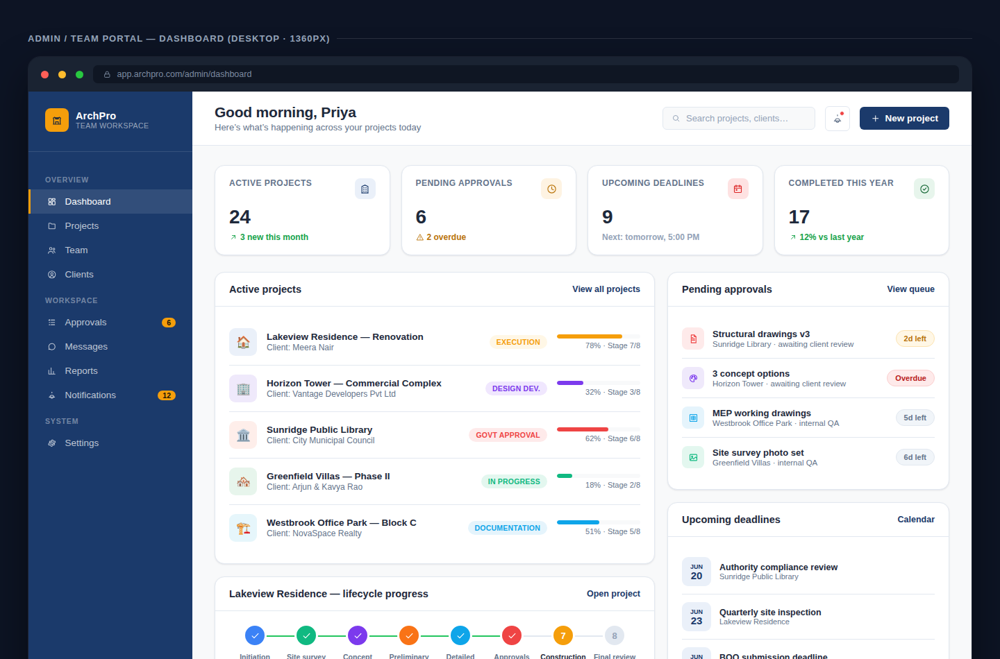 ADMIN / TEAM PORTAL — DASHBOARD (DESKTOP · 1360PX)
app.archpro.com/admin/dashboard
ArchPro
TEAM WORKSPACE
OVERVIEW
Dashboard
Projects
Team
Clients
WORKSPACE
Approvals 6
Messages
Reports
Notifications 12
SYSTEM
Settings
Good morning, Priya
Here’s what’s happening across your projects today
Search projects, clients…
New project
ACTIVE PROJECTS
24
3 new this month
PENDING APPROVALS
6
2 overdue
UPCOMING DEADLINES
9
Next: tomorrow, 5:00 PM
COMPLETED THIS YEAR
17
12% vs last year
Active projects View all projects
Lakeview Residence — Renovation
Client: Meera Nair
EXECUTION
78% · Stage 7/8
Horizon Tower — Commercial Complex
Client: Vantage Developers Pvt Ltd
DESIGN DEV.
32% · Stage 3/8
Sunridge Public Library
Client: City Municipal Council
GOVT APPROVAL
62% · Stage 6/8
Greenfield Villas — Phase II
Client: Arjun & Kavya Rao
IN PROGRESS
18% · Stage 2/8
Westbrook Office Park — Block C
Client: NovaSpace Realty
DOCUMENTATION
51% · Stage 5/8
Lakeview Residence — lifecycle progress Open project
7 8
Initiation Site survey Concept Preliminary Detailed Approvals Construction Final review
Pending approvals View queue
Structural drawings v3
Sunridge Library · awaiting client review
2d left
3 concept options
Horizon Tower · awaiting client review
Overdue
MEP working drawings
Westbrook Office Park · internal QA
5d left
Site survey photo set
Greenfield Villas · internal QA
6d left
Upcoming deadlines Calendar
JUN
20
Authority compliance review
Sunridge Public Library
JUN
23
Quarterly site inspection
Lakeview Residence
JUN
BOQ submission deadline